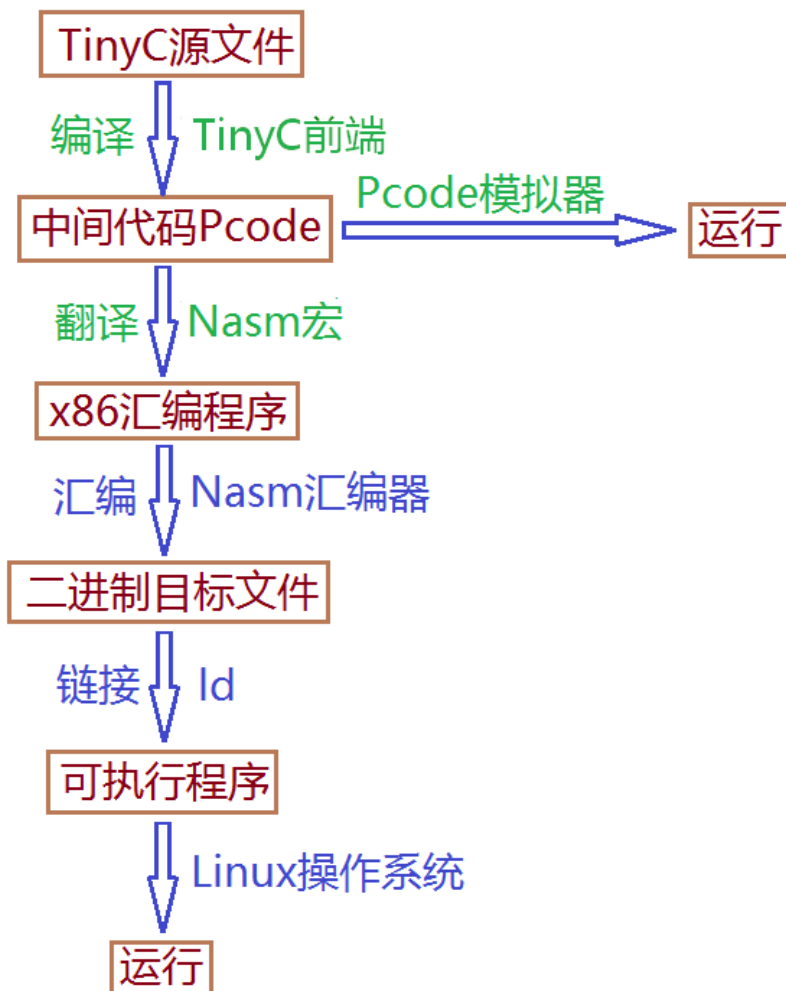 TinyC源文件
编译 TinyC前端
中间代码Pcode
Pcode模拟器
运行
翻译 Nasm宏
x86汇编程序
汇编 Nasm汇编器
二进制目标文件
链接 ld
可执行程序
Linux操作系统
运行